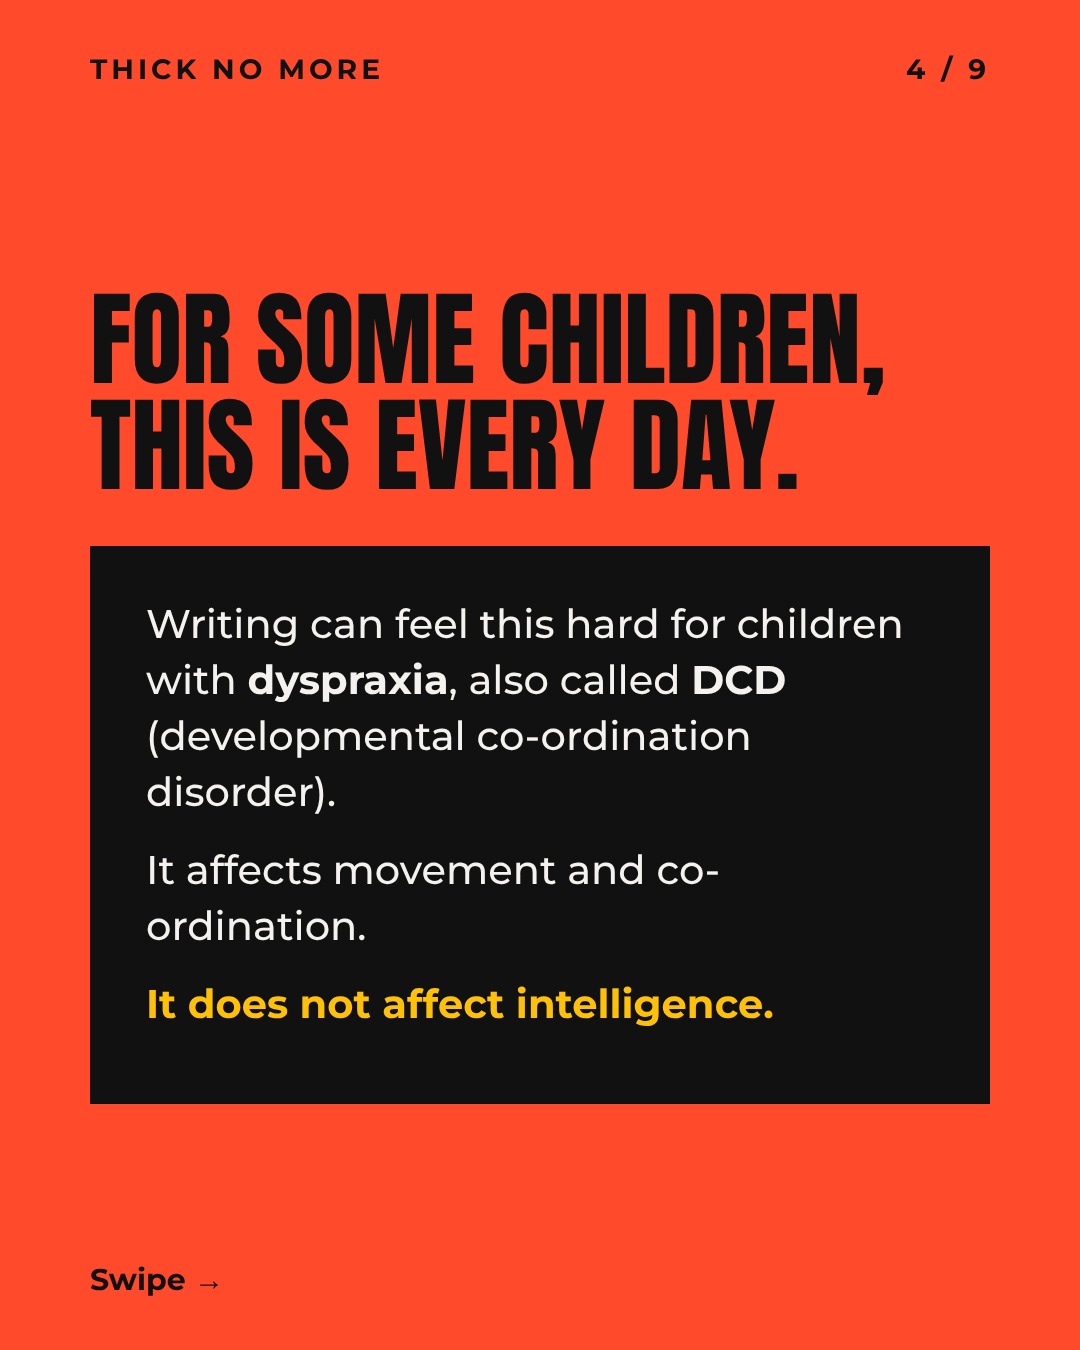 THICK NO MORE
4 / 9
FOR SOME CHILDREN,
THIS IS EVERY DAY.
Writing can feel this hard for children
with dyspraxia, also called DCD
(developmental co-ordination
disorder).
It affects movement and co-
ordination.
It does not affect intelligence.
Swipe →